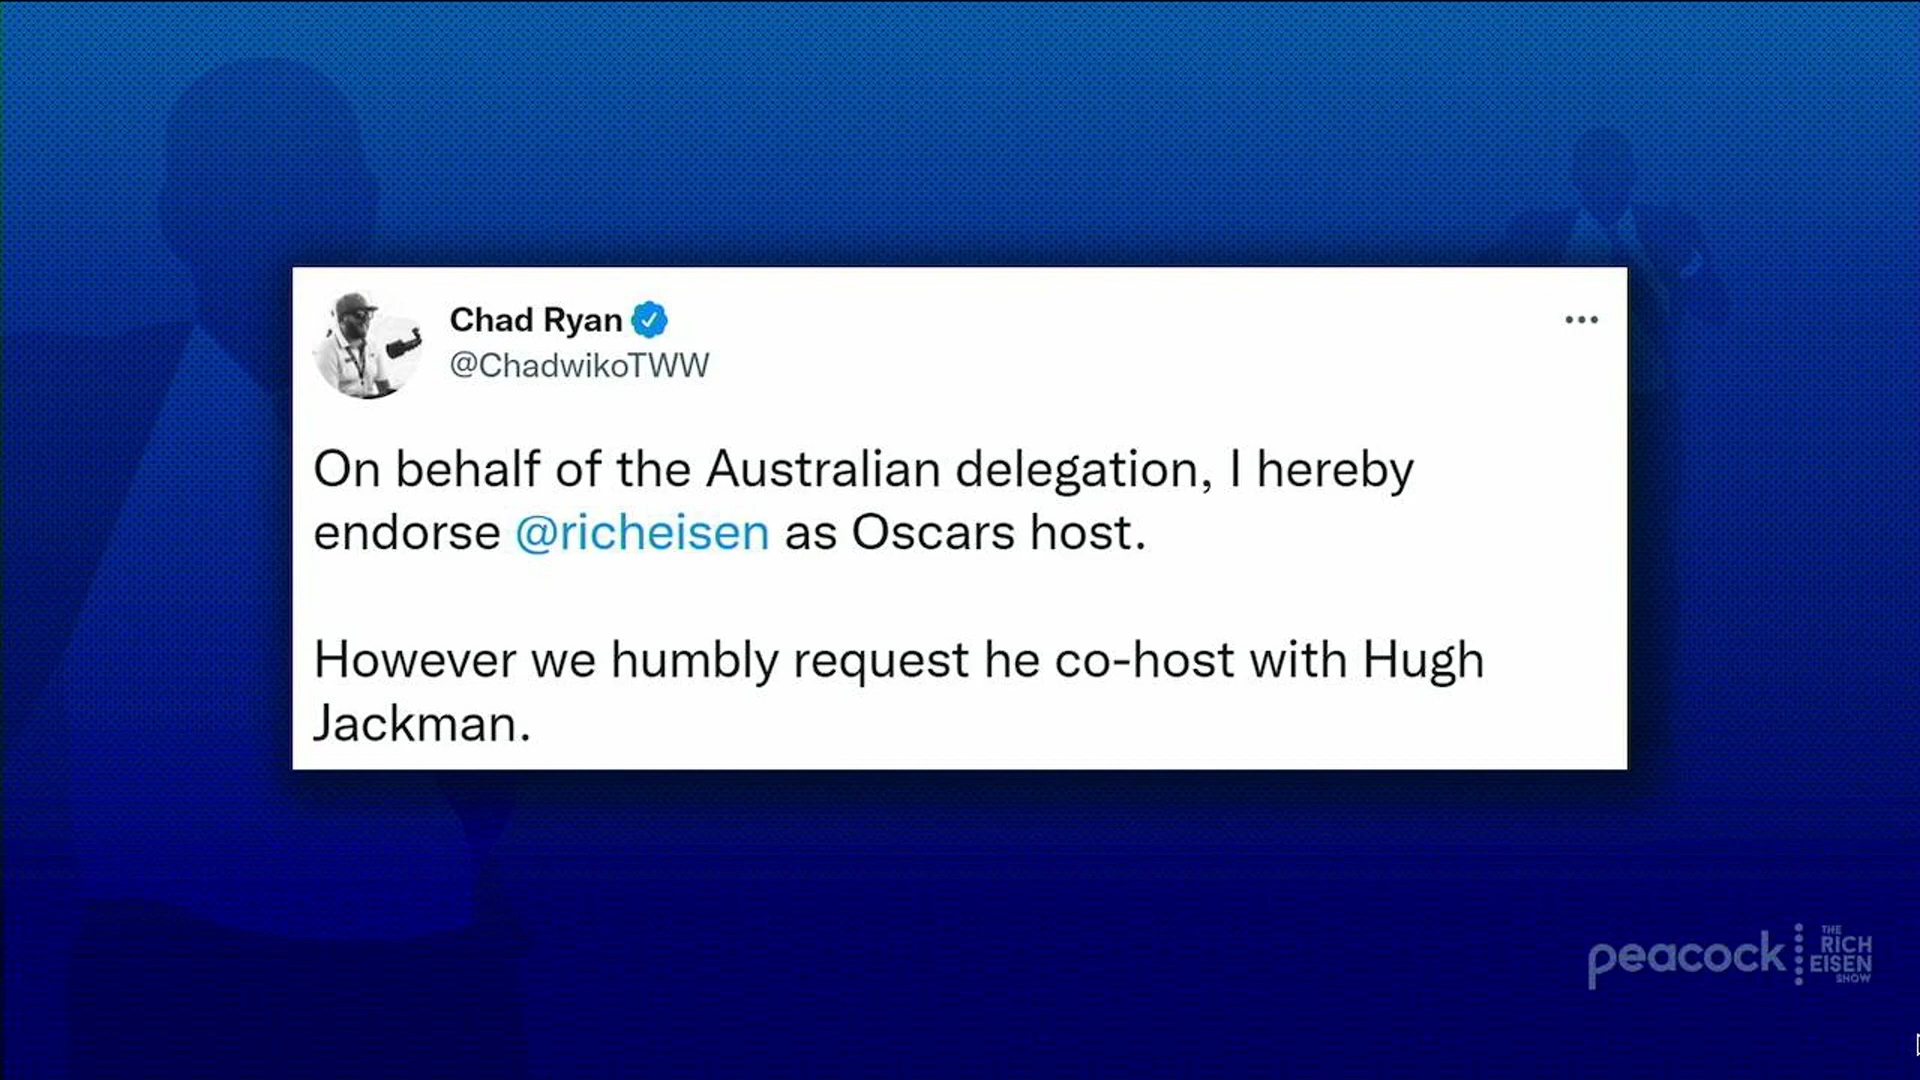 Chad Ryan
@ChadwikoTWW
On behalf of the Australian delegation, I hereby
endorse @richeisen as Oscars host.
However we humbly request he co-host with Hugh
Jackman.
peacock
THE
RICH
EISEN
SHOW